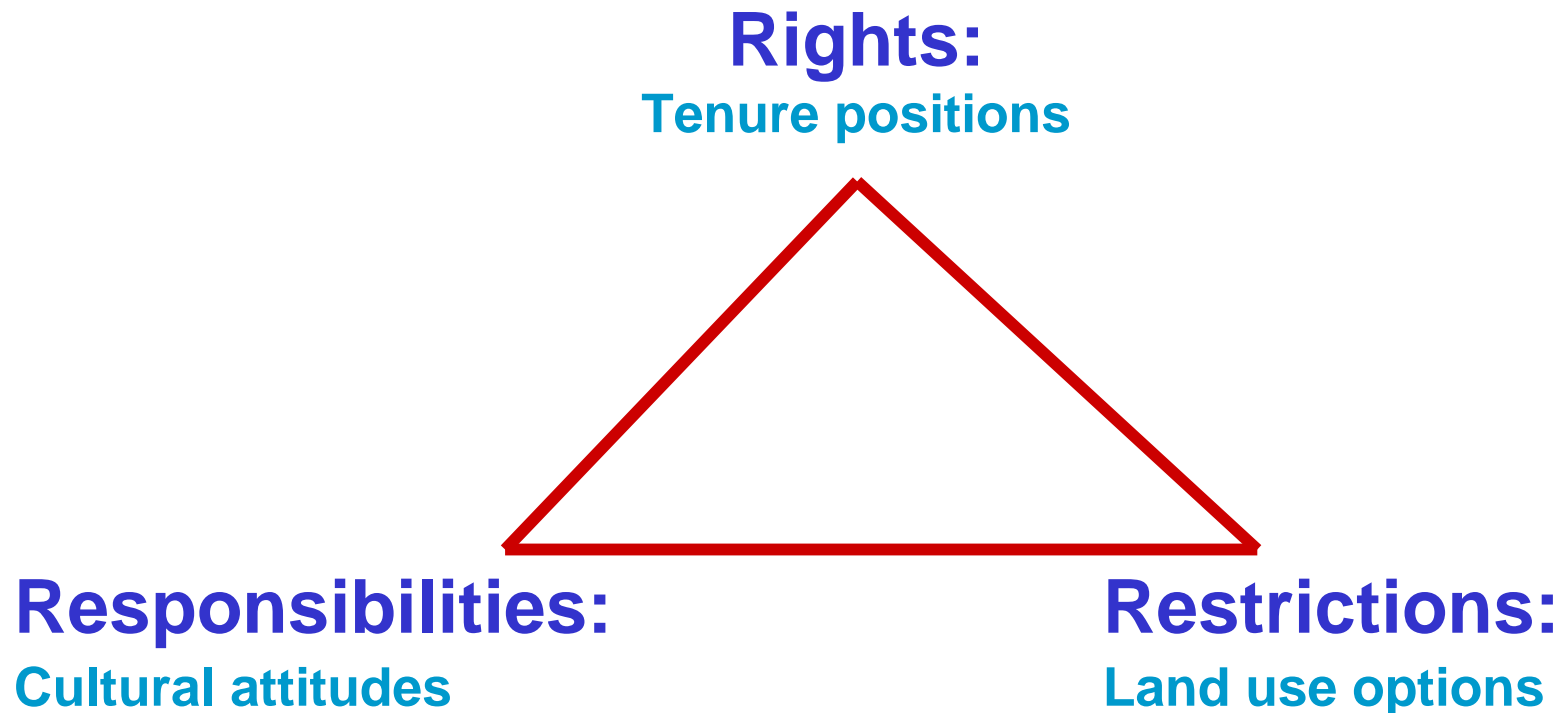 Rights:
Tenure positions
Responsibilities:
Cultural attitudes
Restrictions:
Land use options